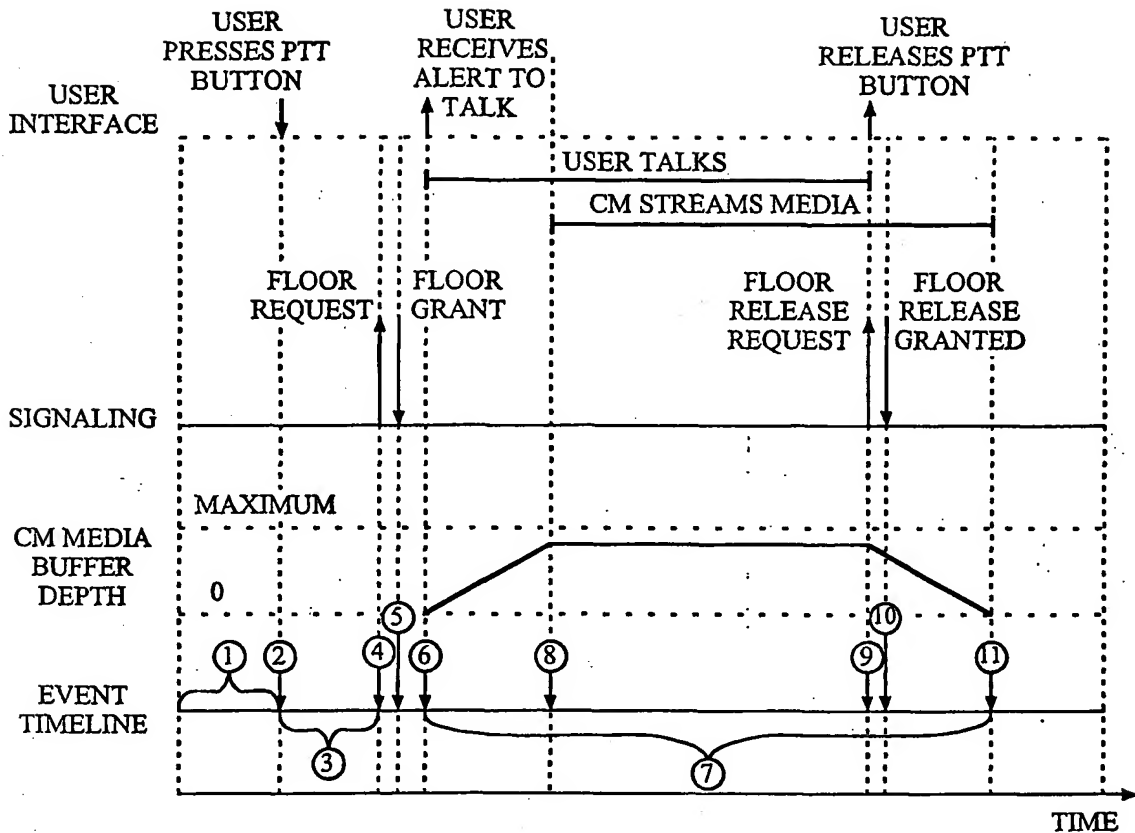 USER
PRESSES PTT
BUTTON
USER
RECEIVES
ALERT TO
TALK
USER
RELEASES PTT
BUTTON
USER
INTERFACE
USER TALKS
CM STREAMS MEDIA
FLOOR
REQUEST
FLOOR
GRANT
FLOOR
RELEASE
REQUEST
FLOOR
RELEASE
GRANTED
SIGNALING
MAXIMUM
CM MEDIA
BUFFER
DEPTH
0
5
10
1
2
4
6
8
9
11
EVENT
TIMELINE
3
7
TIME